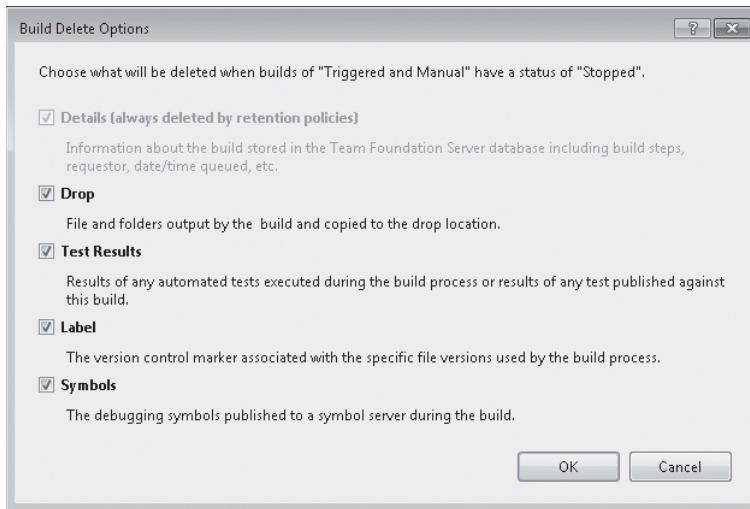 Build Delete Options
Choose what will be deleted when builds of "Triggered and Manual" have a status of "Stopped".
Details (always deleted by retention policies)
Information about the build stored in the Team Foundation Server database including build steps,
requestor, date/time queued, etc.
Drop
File and folders output by the build and copied to the drop location.
Test Results
Results of any automated tests executed during the build process or results of any test published against
this build.
Label
The version control marker associated with the specific file versions used by the build process.
Symbols
The debugging symbols published to a symbol server during the build.
OK Cancel